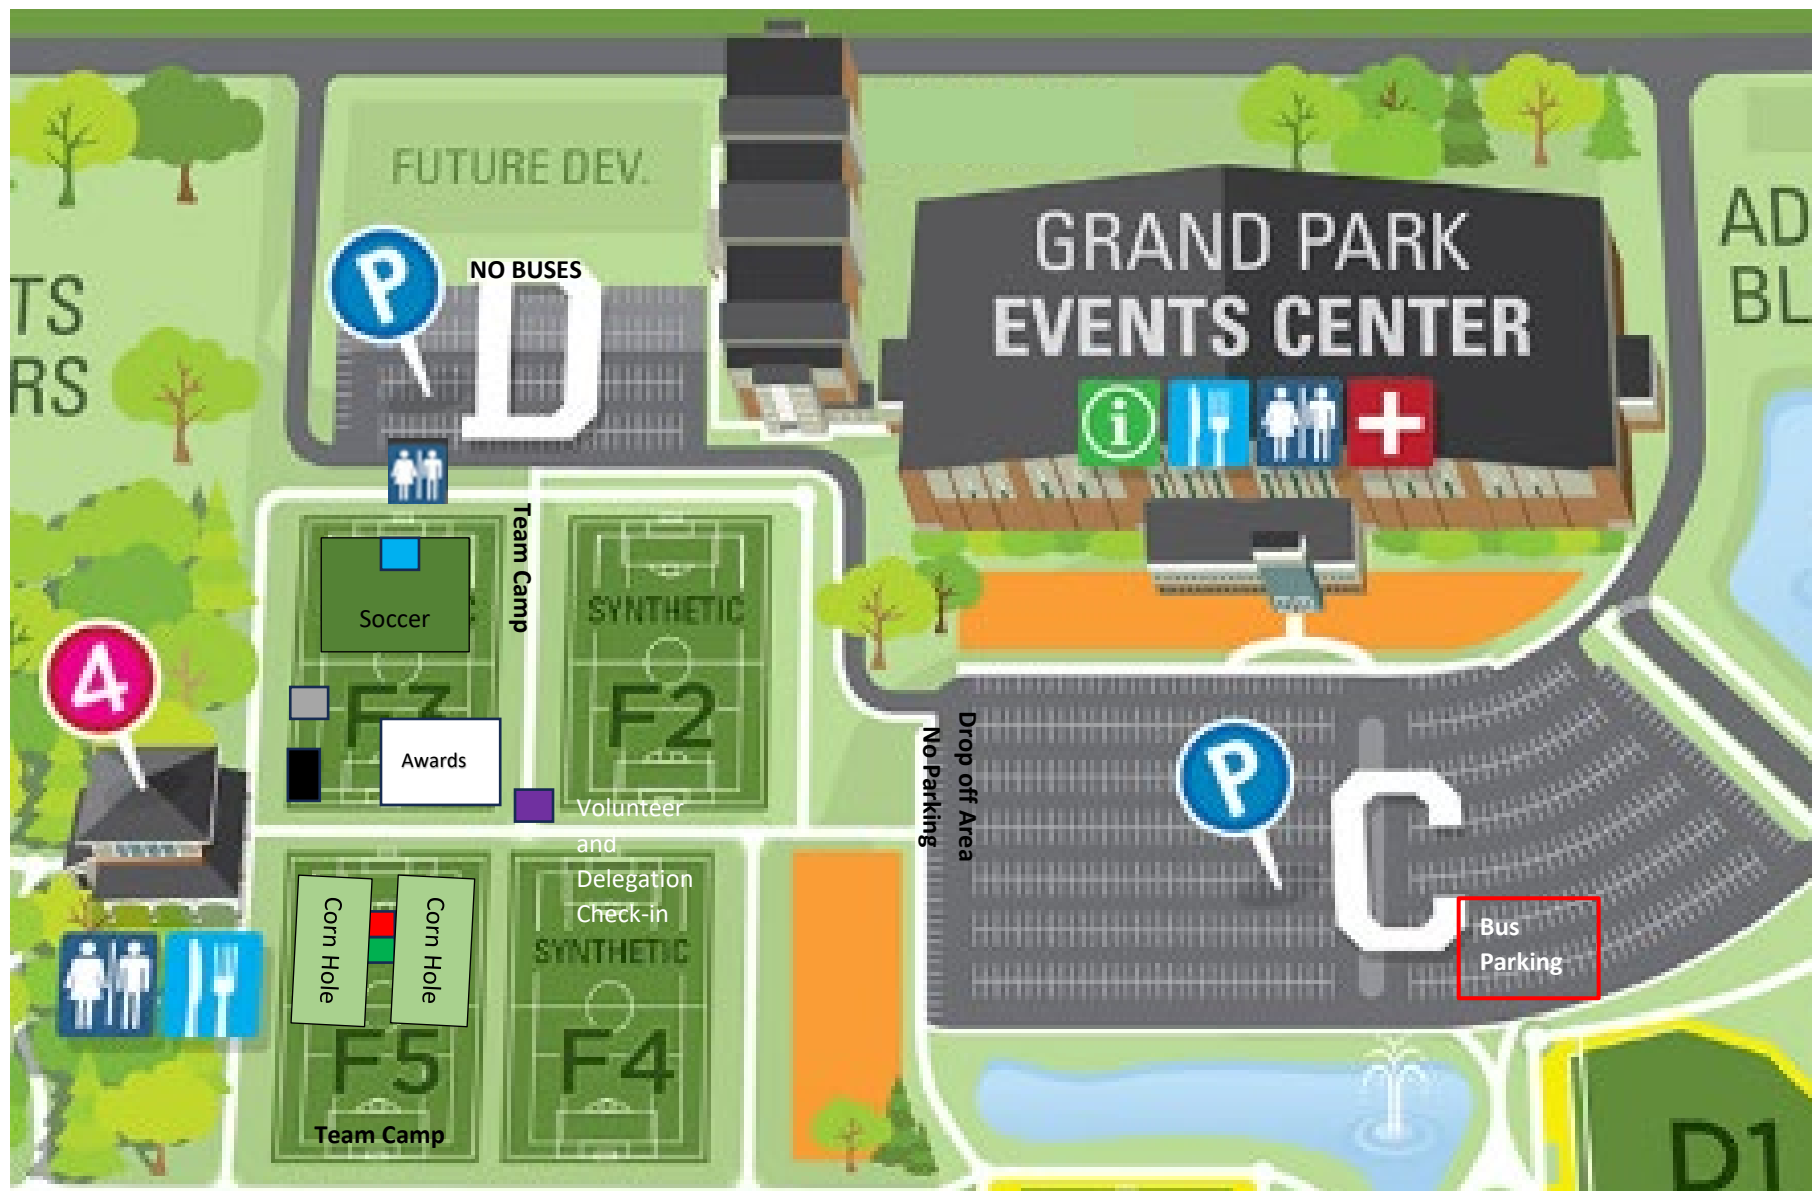 FUTURE DEV.
NO BUSES
P
D
GRAND PARK
EVENTS CENTER
i
AD
BL
TS
RS
Team Camp
Soccer
SYNTHETIC
4
F3
F2
Awards
Volunteer
and
Delegation
Check-in
No Parking
Drop off Area
P
C
Bus
Parking
Corn Hole
Corn Hole
SYNTHETIC
F5
F4
Team Camp
D1